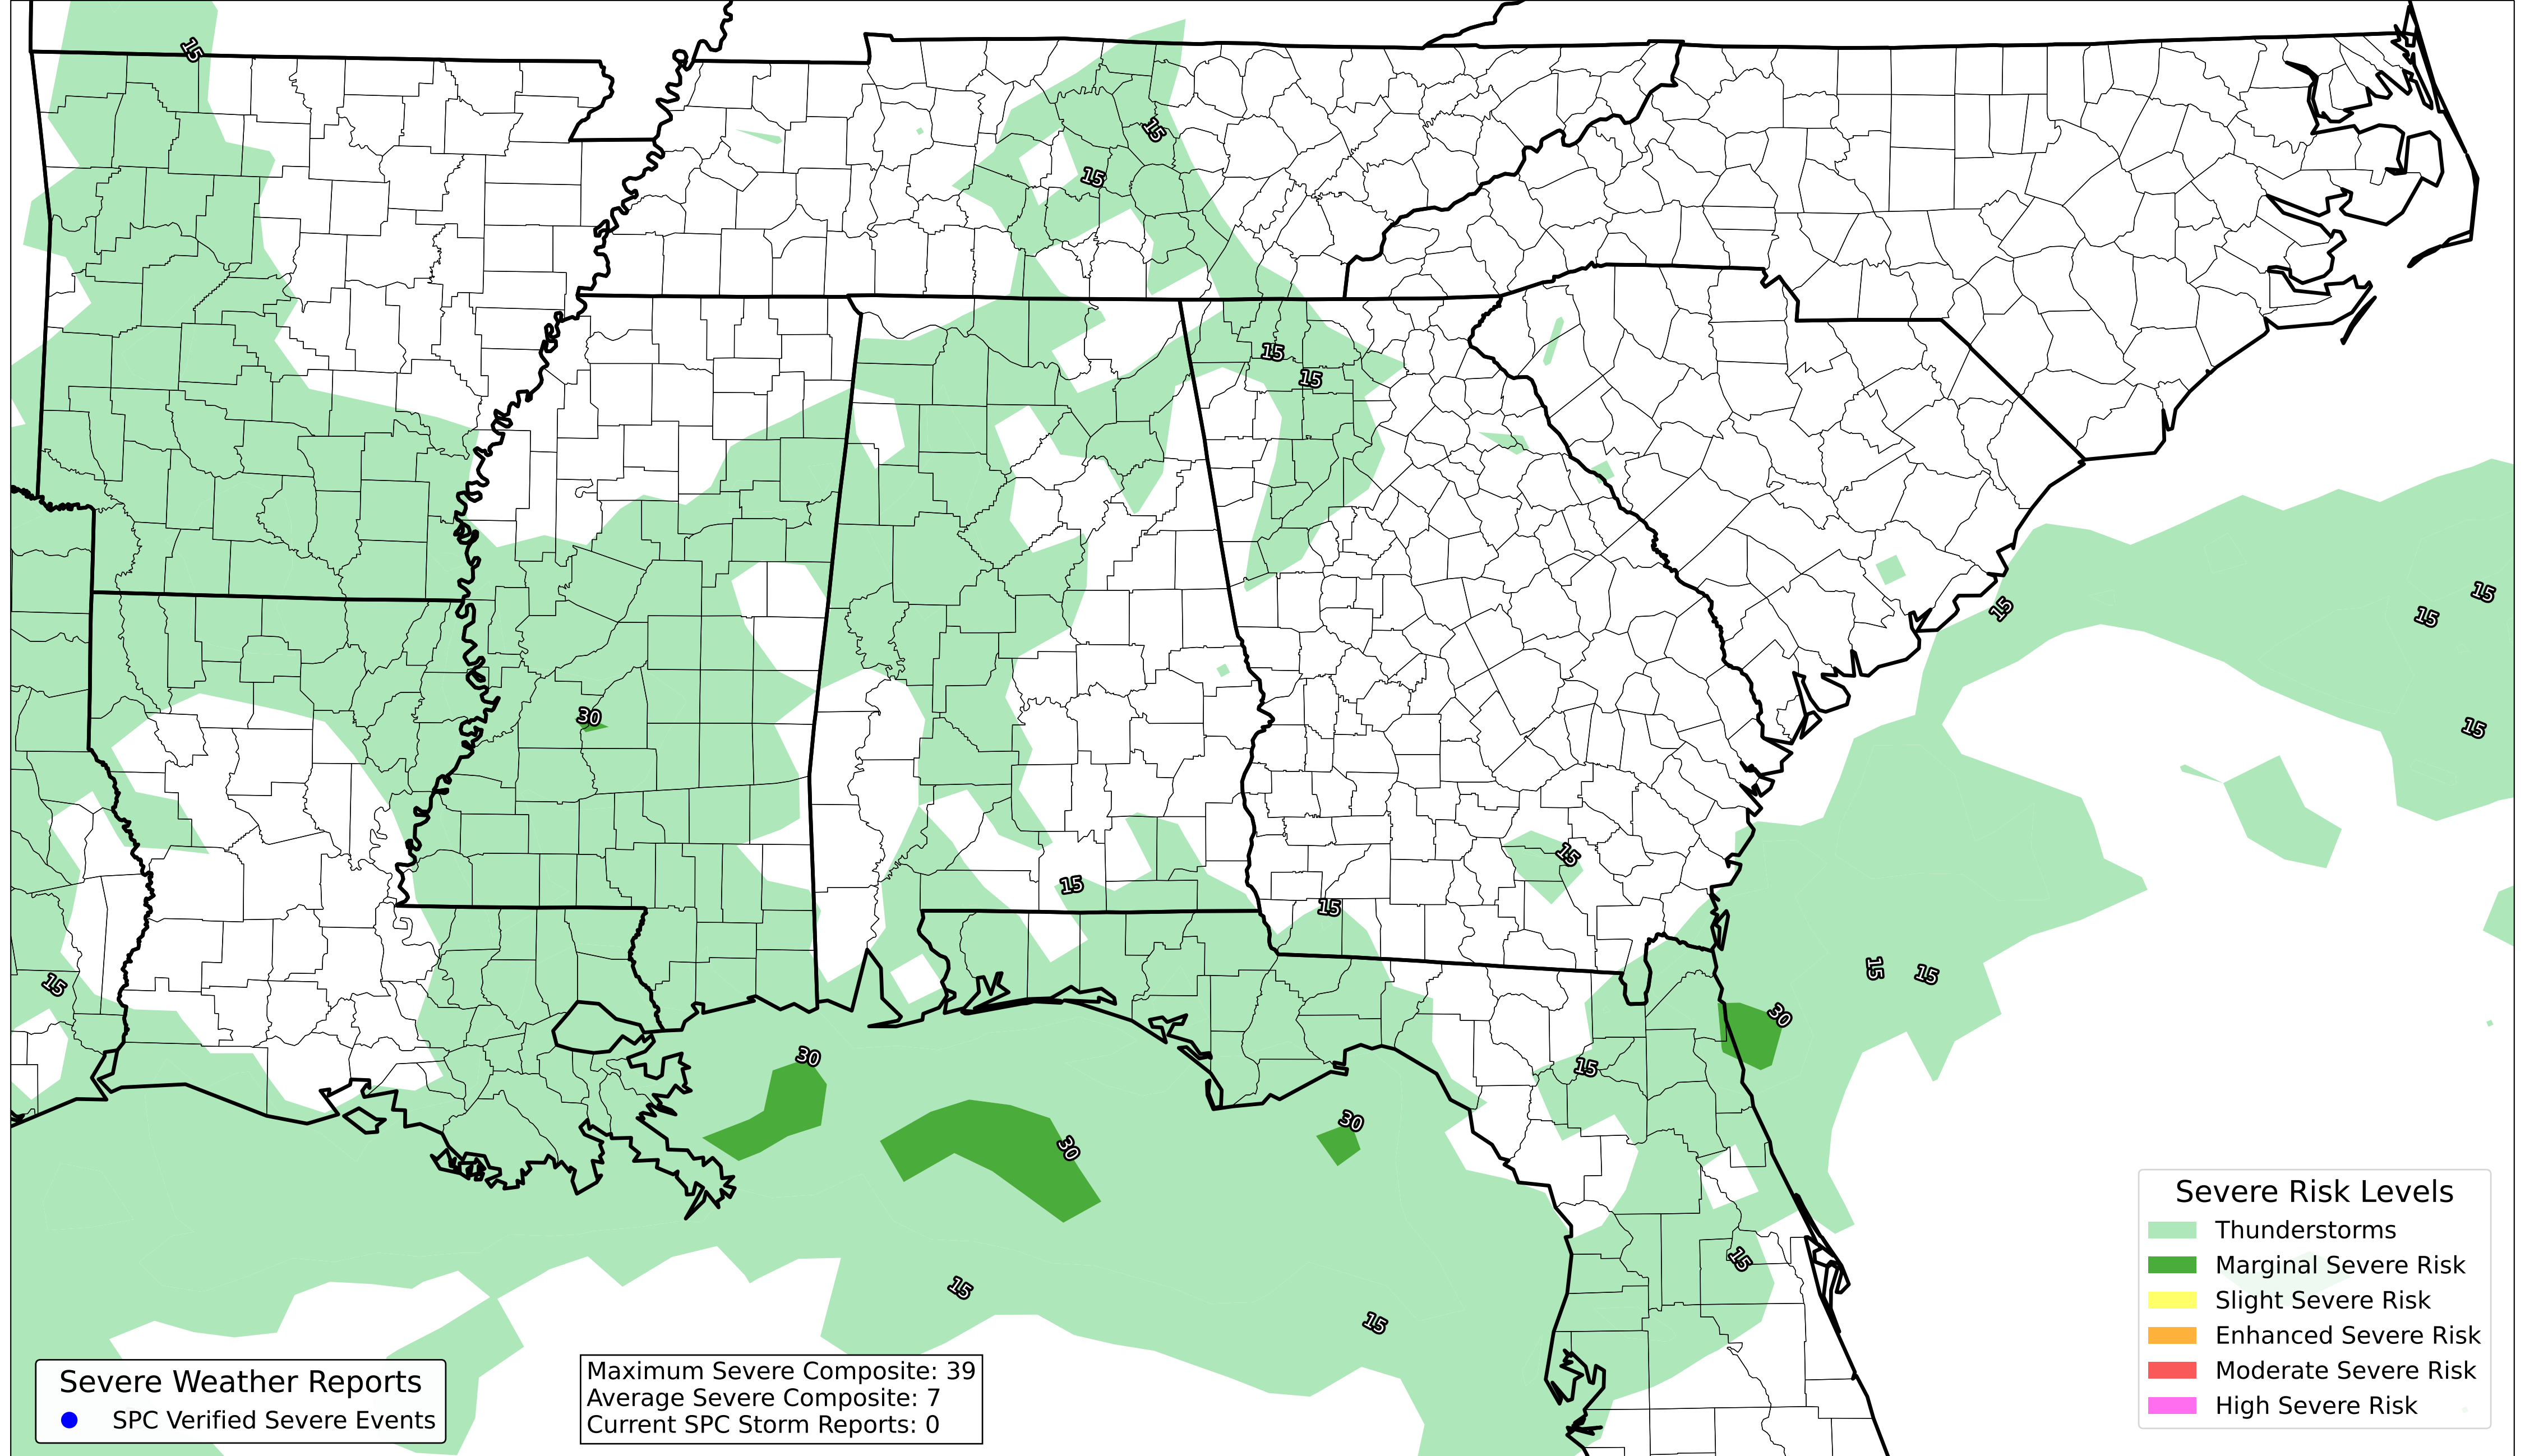 15
15
15
15
15
15
15
15
15
30
15
15
15
15
15
15
30
30
15
30
30
15
15
15
Severe Weather Reports
SPC Verified Severe Events
Maximum Severe Composite: 39
Average Severe Composite: 7
Current SPC Storm Reports: 0
Severe Risk Levels
Thunderstorms
Marginal Severe Risk
Slight Severe Risk
Enhanced Severe Risk
Moderate Severe Risk
High Severe Risk